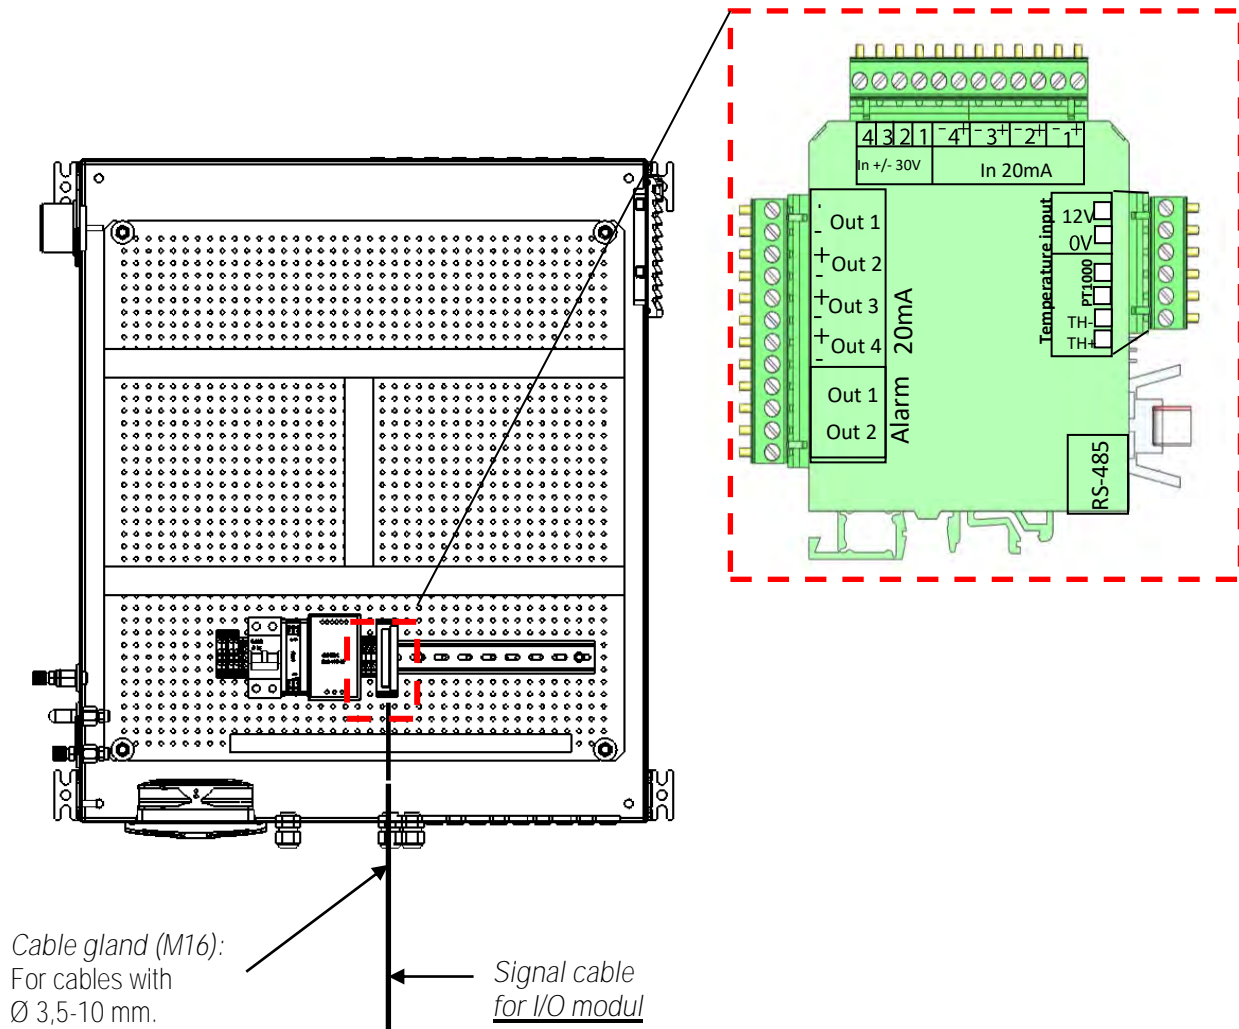 4 3 2 1 -4+ -3+ -2+ -1+
In +/- 30V In 20mA
- Out 1
+ Out 2 -
+ Out 3 -
+ Out 4 -
20mA
Out 1
Out 2
Alarm
Temperature input
12V
0V
PT1000
TH-
TH+
RS-485
Cable gland (M16):
For cables with
Ø 3,5-10 mm.
Signal cable
for I/O modul